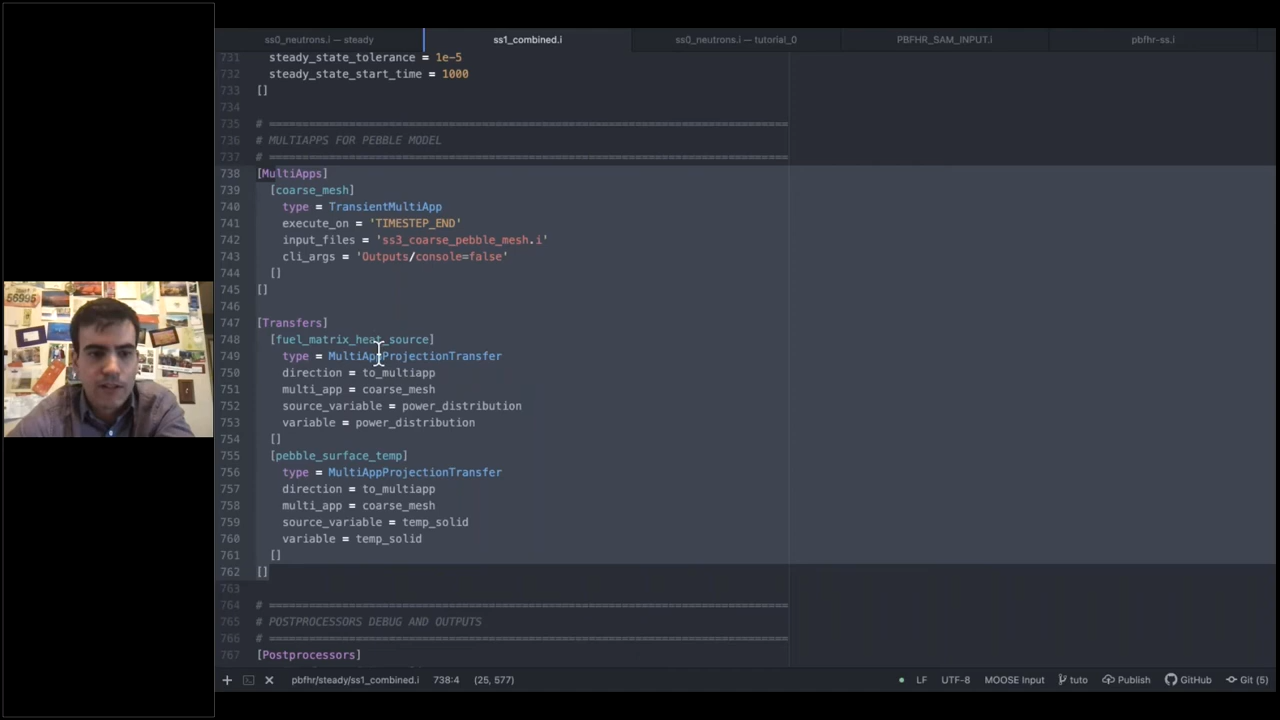 ss0_neutrons.i — steady
ss1_combined.i
ss0_neutrons.i — tutorial_0
PBFHR_SAM_INPUT.i
pbfhr-ss.i
731 steady_state_tolerance = 1e-5
732 steady_state_start_time = 1000
733 []
734
735 # ==============================================================================
736 # MULTIAPPS FOR PEBBLE MODEL
737 # ==============================================================================
738 [MultiApps]
739 [coarse_mesh]
740 type = TransientMultiApp
741 execute_on = 'TIMESTEP_END'
742 input_files = 'ss3_coarse_pebble_mesh.i'
743 cli_args = 'Outputs/console=false'
744 []
745 []
746
747 [Transfers]
748 [fuel_matrix_heat_source]
749 type = MultiAppProjectionTransfer
750 direction = to_multiapp
751 multi_app = coarse_mesh
752 source_variable = power_distribution
753 variable = power_distribution
754 []
755 [pebble_surface_temp]
756 type = MultiAppProjectionTransfer
757 direction = to_multiapp
758 multi_app = coarse_mesh
759 source_variable = temp_solid
760 variable = temp_solid
761 []
762 []
763
764 # ==============================================================================
765 # POSTPROCESSORS DEBUG AND OUTPUTS
766 # ==============================================================================
767 [Postprocessors]
pbfhr/steady/ss1_combined.i 738:4 (25, 577) LF UTF-8 MOOSE Input tuto Publish GitHub Git (5)
56995